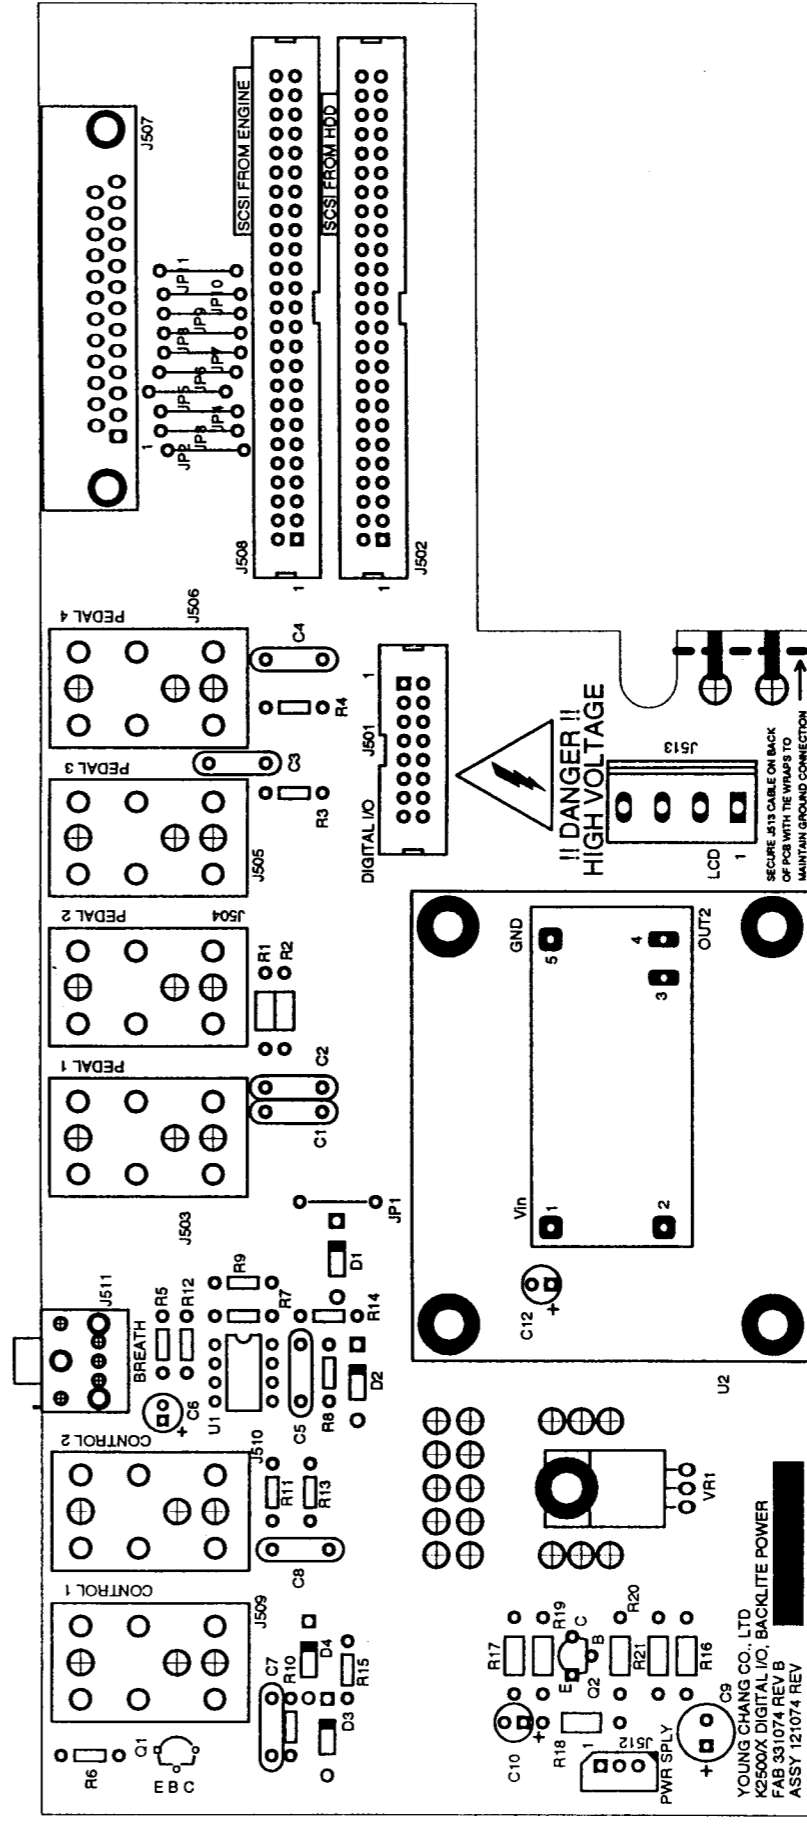 J507
SCSI FROM ENGINE
SCSI FROM HDD
JP11
JP10
JP9
JP8
JP7
JP6
JP5
JP4
JP3
JP2
1
J508
1
J502
1
PEDAL 4
J506
C4
R4
PEDAL 3
J505
C3
R3
J501
1
DIGITAL I/O
!! DANGER !!
HIGH VOLTAGE
J513
LCD
1
SECURE J513 CABLE ON BACK
OF PCB WITH TIE WRAPS TO
MAINTAIN GROUND CONNECTION
PEDAL 2
J504
R1
R2
PEDAL 1
J503
C2
C1
JP1
GND
5
4
3
OUT2
Vin
1
2
C12
+
U2
D1
R9
R7
R14
J511
BREATH
R5
R12
C6
+
U1
C5
R8
D2
CONTROL 2
J510
R11
R13
C8
VR1
CONTROL 1
J509
C7
R10
D4
R15
D3
R6
Q1
E B C
R17
R19
R20
C
B
E
Q2
R21
R16
C10
+
R18
1
J512
PWR SPLY
C9
+
YOUNG CHANG CO., LTD
K2500/X DIGITAL I/O, BACKLITE POWER
FAB 331074 REV B
ASSY 121074 REV